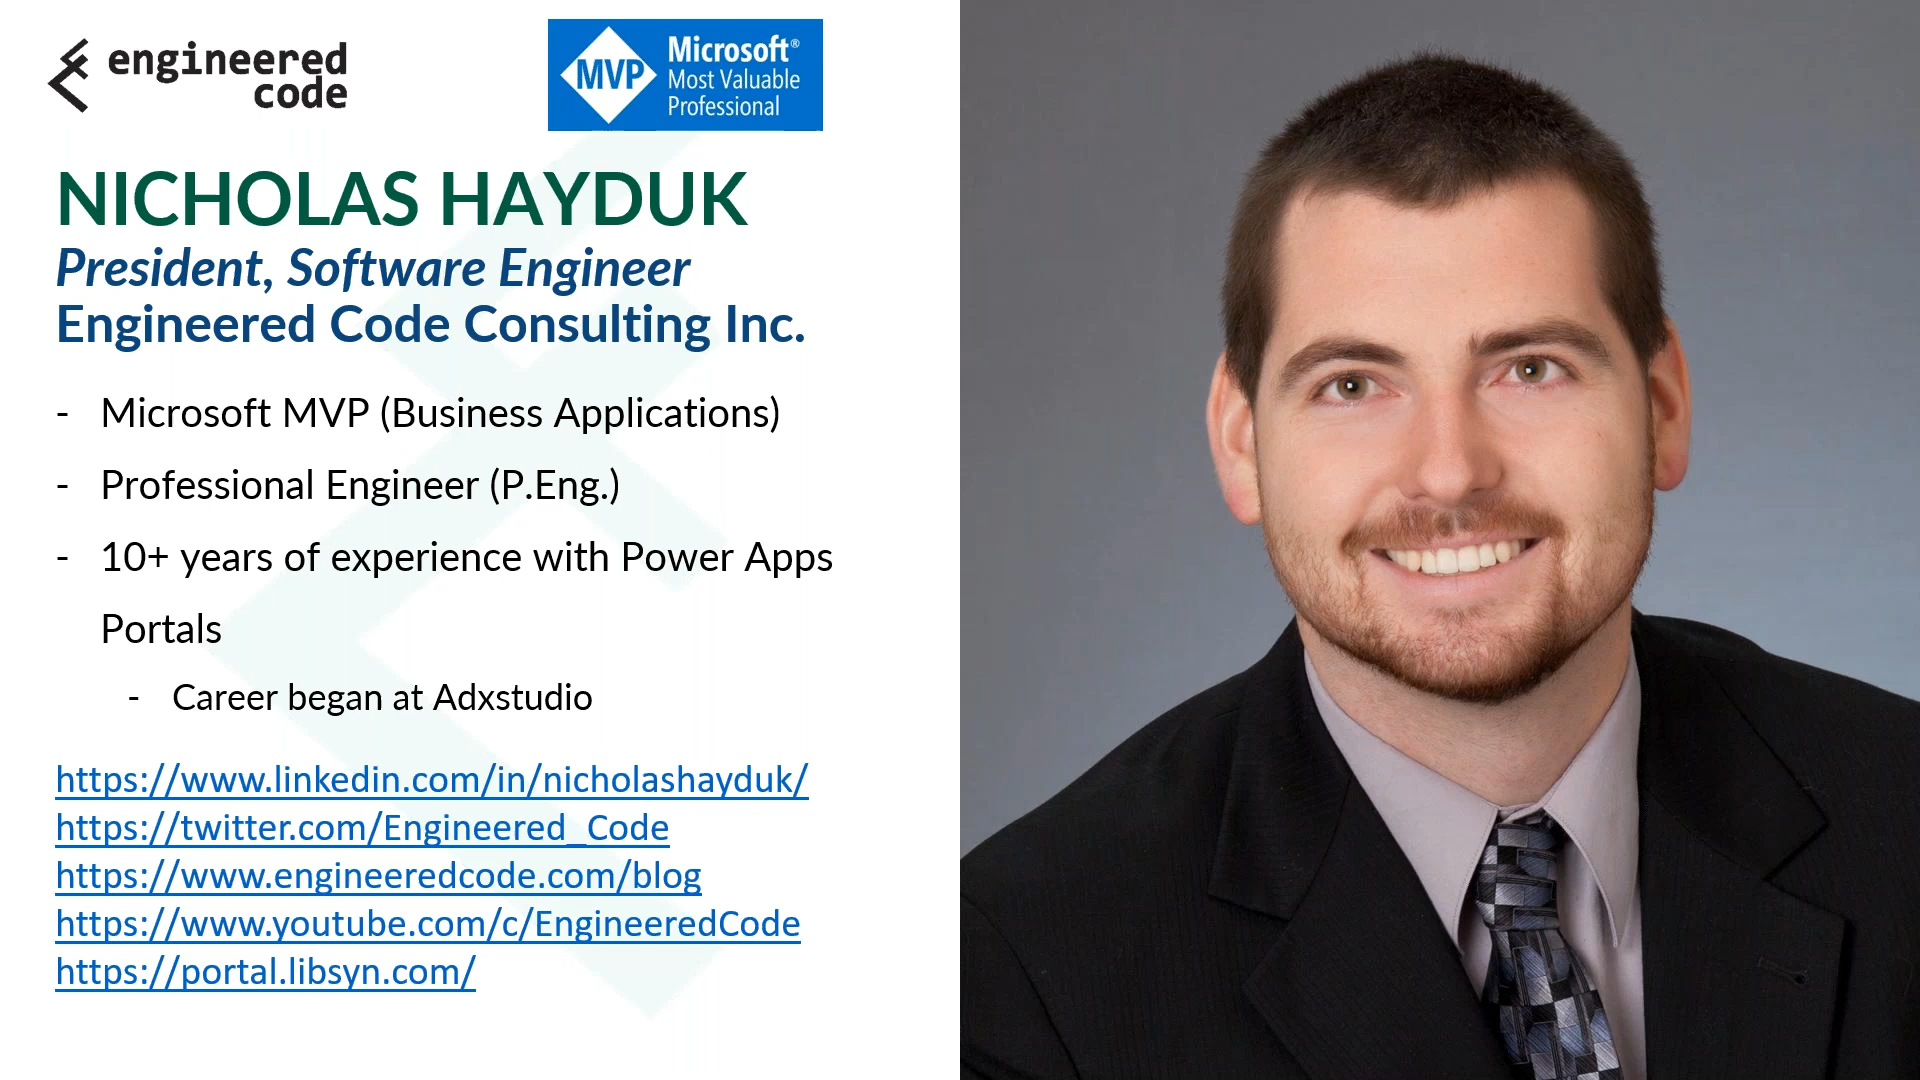 engineered
code
MVP
Microsoft®
Most Valuable
Professional
NICHOLAS HAYDUK
President, Software Engineer
Engineered Code Consulting Inc.
- Microsoft MVP (Business Applications)
- Professional Engineer (P.Eng.)
- 10+ years of experience with Power Apps
Portals
- Career began at Adxstudio
https://www.linkedin.com/in/nicholashayduk/
https://twitter.com/Engineered_Code
https://www.engineeredcode.com/blog
https://www.youtube.com/c/EngineeredCode
https://portal.libsyn.com/